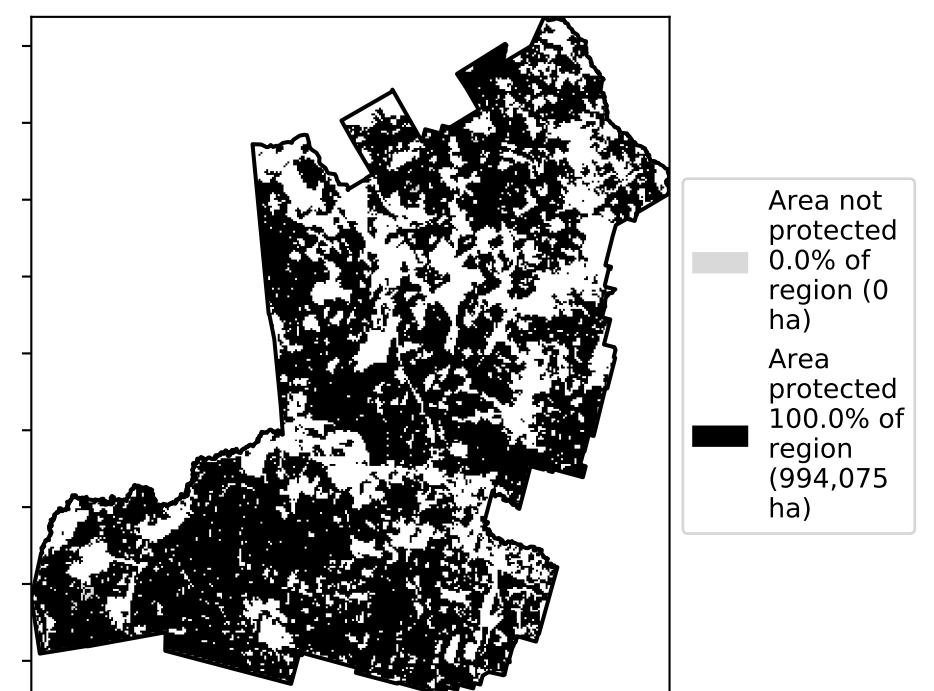 Area not
protected
0.0% of
region (0
ha)
Area
protected
100.0% of
region
(994,075
ha)